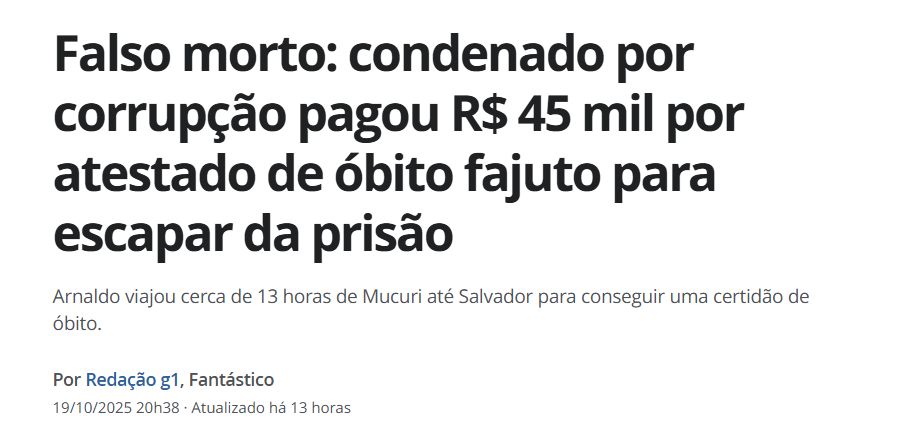 Falso morto: condenado por
corrupção pagou R$ 45 mil por
atestado de óbito fajuto para
escapar da prisão
Arnaldo viajou cerca de 13 horas de Mucuri até Salvador para conseguir uma certidão de
óbito.
Por Redação g1, Fantástico
19/10/2025 20h38 · Atualizado há 13 horas